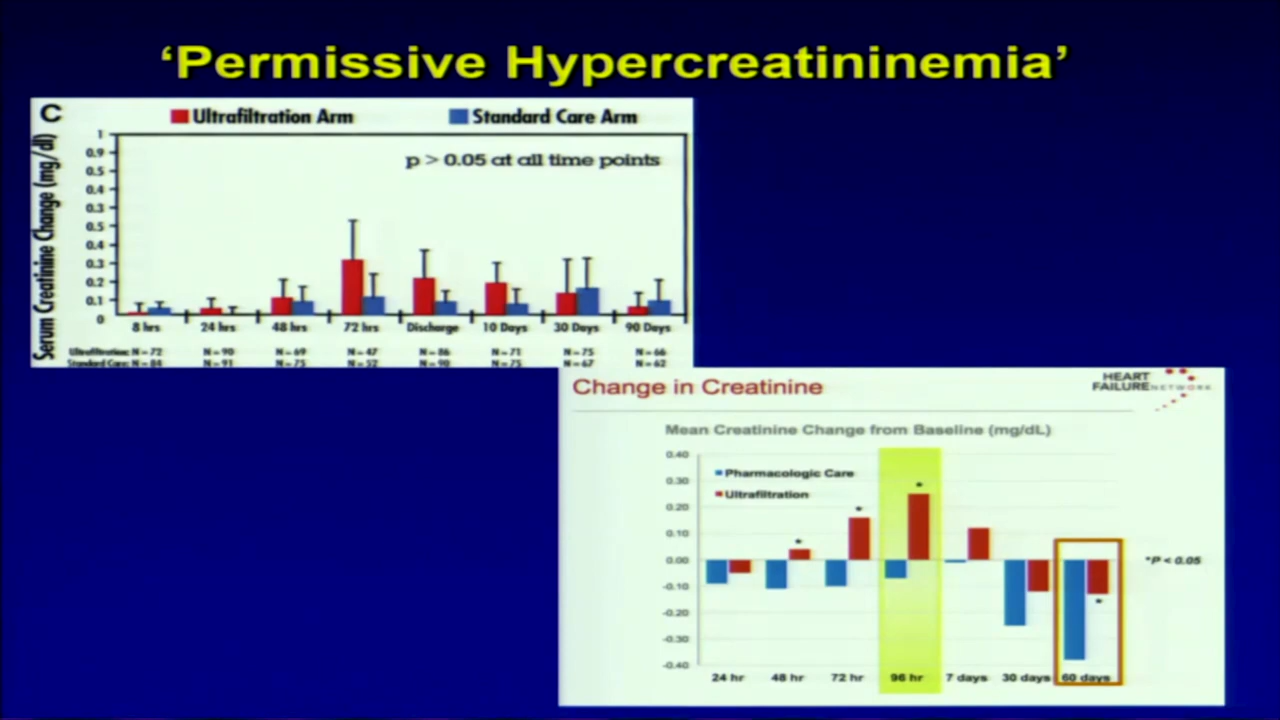 ‘Permissive Hypercreatininemia’
C
Ultrafiltration Arm Standard Care Arm
p > 0.05 at all time points
Serum Creatinine Change (mg/dl)
1
0.9
0.5
0.4
0.3
0.5
0.4
0.3
0.2
0.1
0
8 hrs 24 hrs 48 hrs 72 hrs Discharge 10 Days 30 Days 90 Days
Ultrafiltration: N = 72 N = 90 N = 69 N = 47 N = 86 N = 71 N = 75 N = 66
Standard Care: N = 84 N = 91 N = 75 N = 52 N = 90 N = 75 N = 67 N = 62
Change in Creatinine
HEART
FAILURE NETWORK
Mean Creatinine Change from Baseline (mg/dL)
0.40
0.30
0.20
0.10
0.00
-0.10
-0.20
-0.30
-0.40
Pharmacologic Care
Ultrafiltration
* * * *
*P < 0.05
24 hr 48 hr 72 hr 96 hr 7 days 30 days 60 days